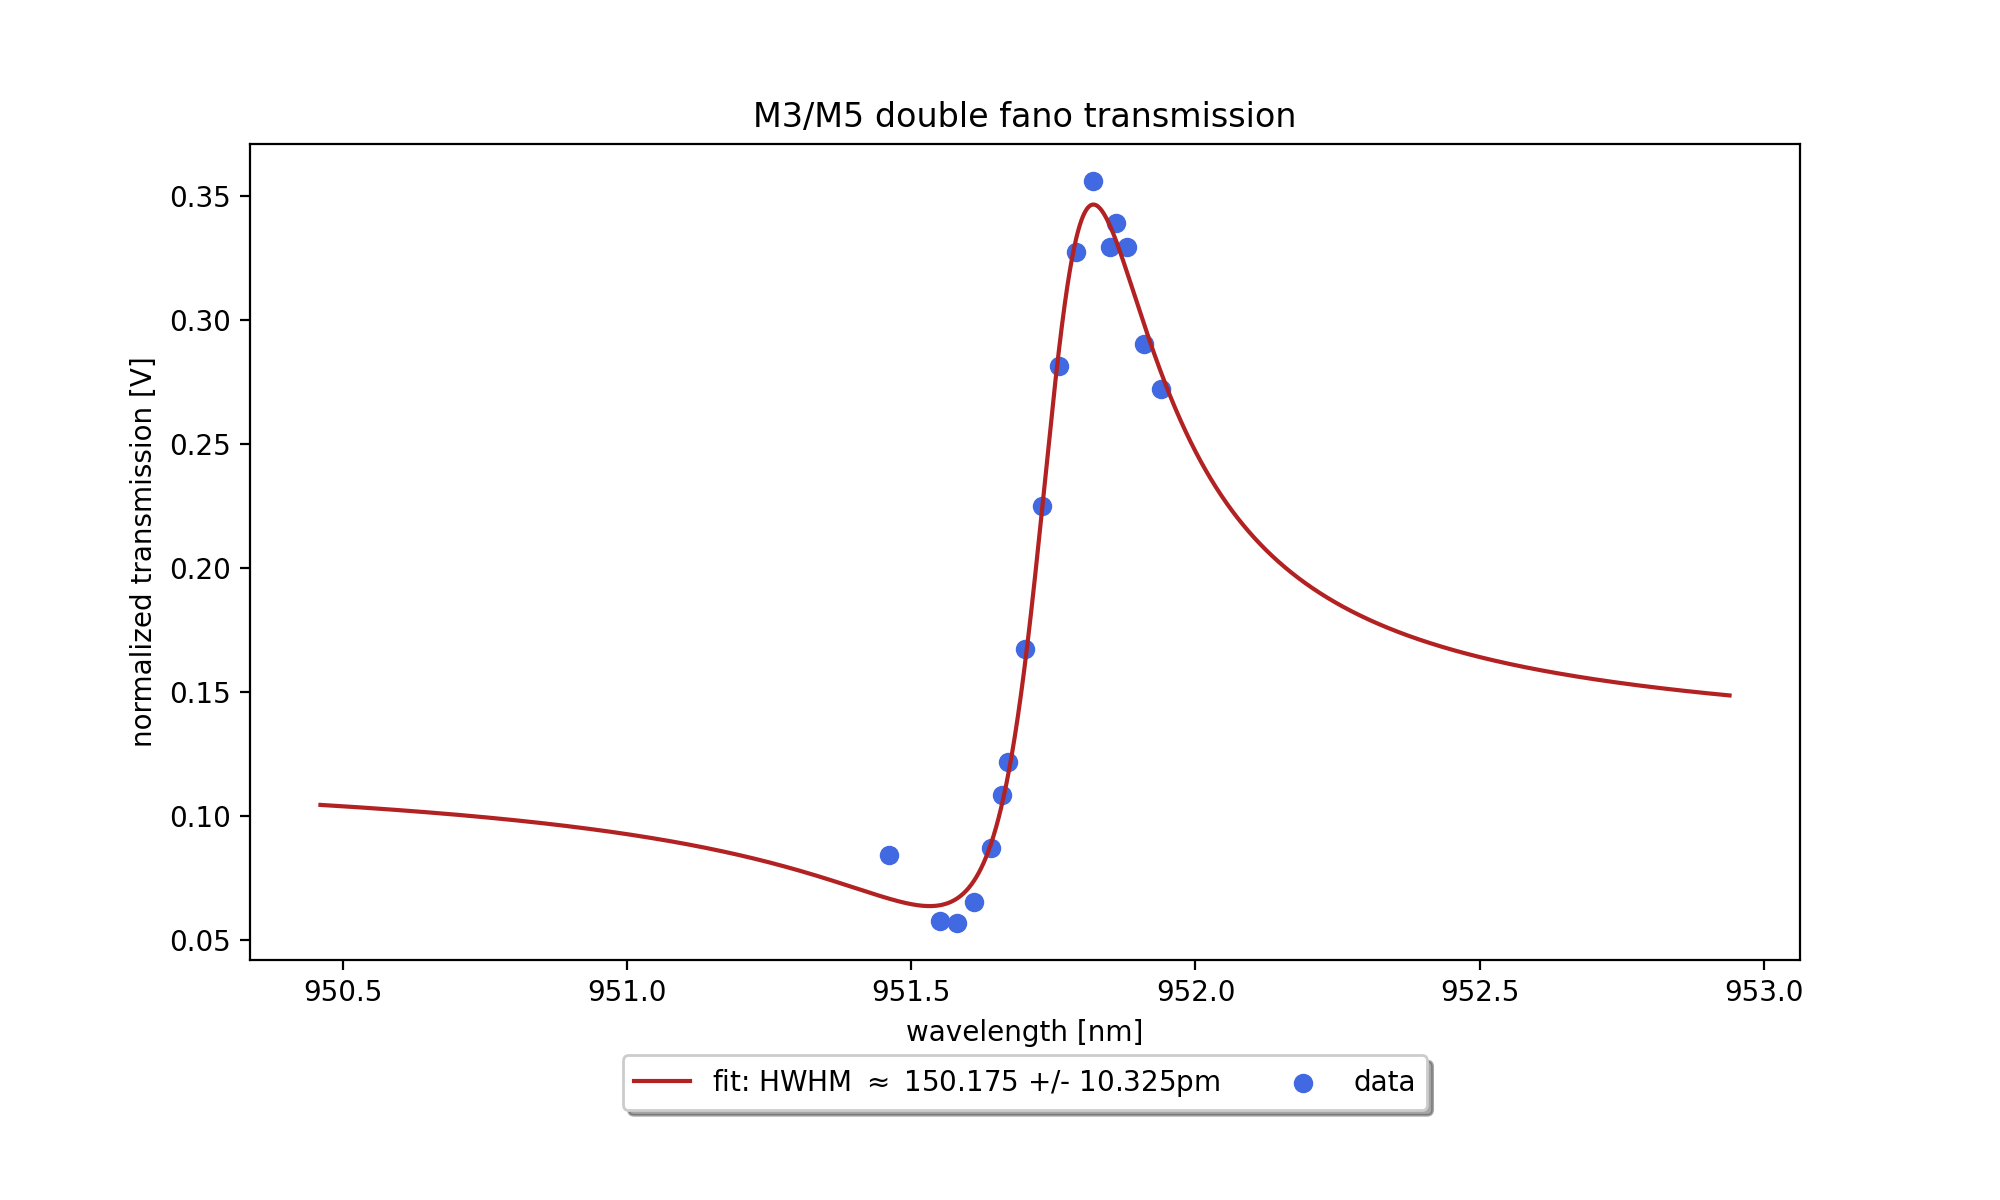 M3/M5 double fano transmission
normalized transmission [V]
0.35
0.30
0.25
0.20
0.15
0.10
0.05
950.5 951.0 951.5 952.0 952.5 953.0
wavelength [nm]
fit: HWHM ≈ 150.175 +/- 10.325pm data